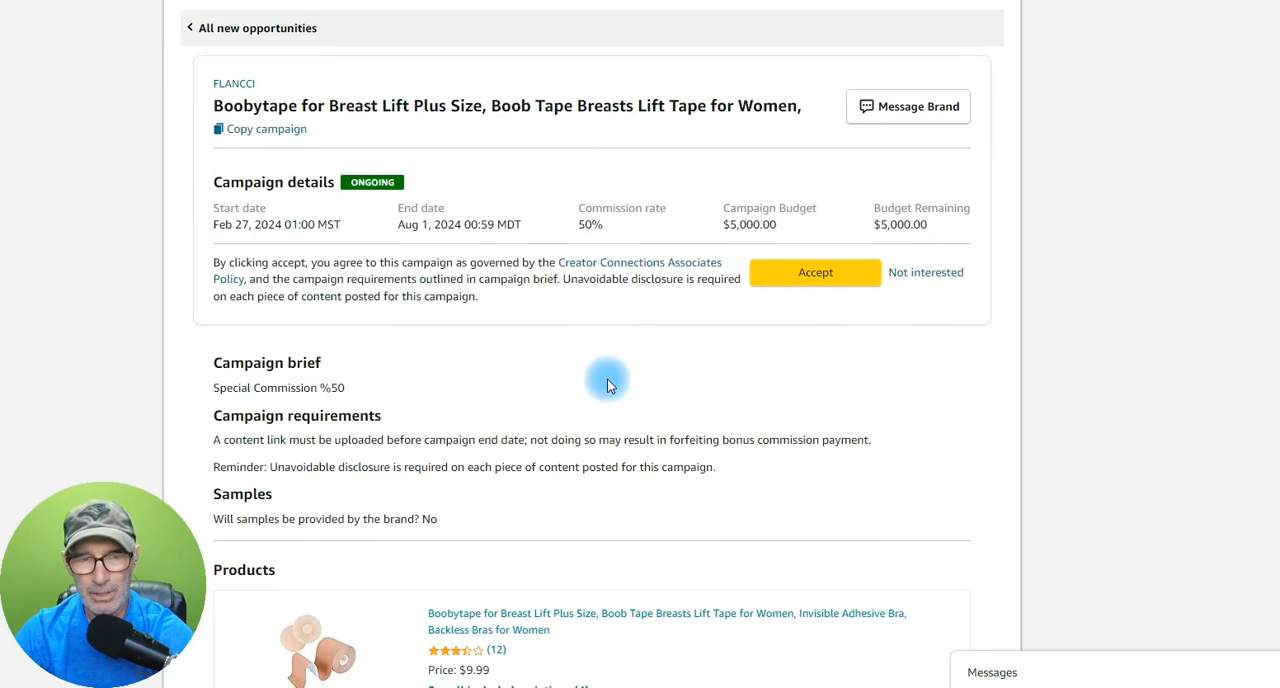 All new opportunities
FLANCCI
Boobytape for Breast Lift Plus Size, Boob Tape Breasts Lift Tape for Women,
Message Brand
Copy campaign
Campaign details ONGOING
Start date End date Commission rate Campaign Budget Budget Remaining
Feb 27, 2024 01:00 MST Aug 1, 2024 00:59 MDT 50% $5,000.00 $5,000.00
By clicking accept, you agree to this campaign as governed by the Creator Connections Associates
Policy, and the campaign requirements outlined in campaign brief. Unavoidable disclosure is required
on each piece of content posted for this campaign.
Accept Not interested
Campaign brief
Special Commission %50
Campaign requirements
A content link must be uploaded before campaign end date; not doing so may result in forfeiting bonus commission payment.
Reminder: Unavoidable disclosure is required on each piece of content posted for this campaign.
Samples
Will samples be provided by the brand? No
Products
Boobytape for Breast Lift Plus Size, Boob Tape Breasts Lift Tape for Women, Invisible Adhesive Bra,
Backless Bras for Women
(12)
Price: $9.99
Messages